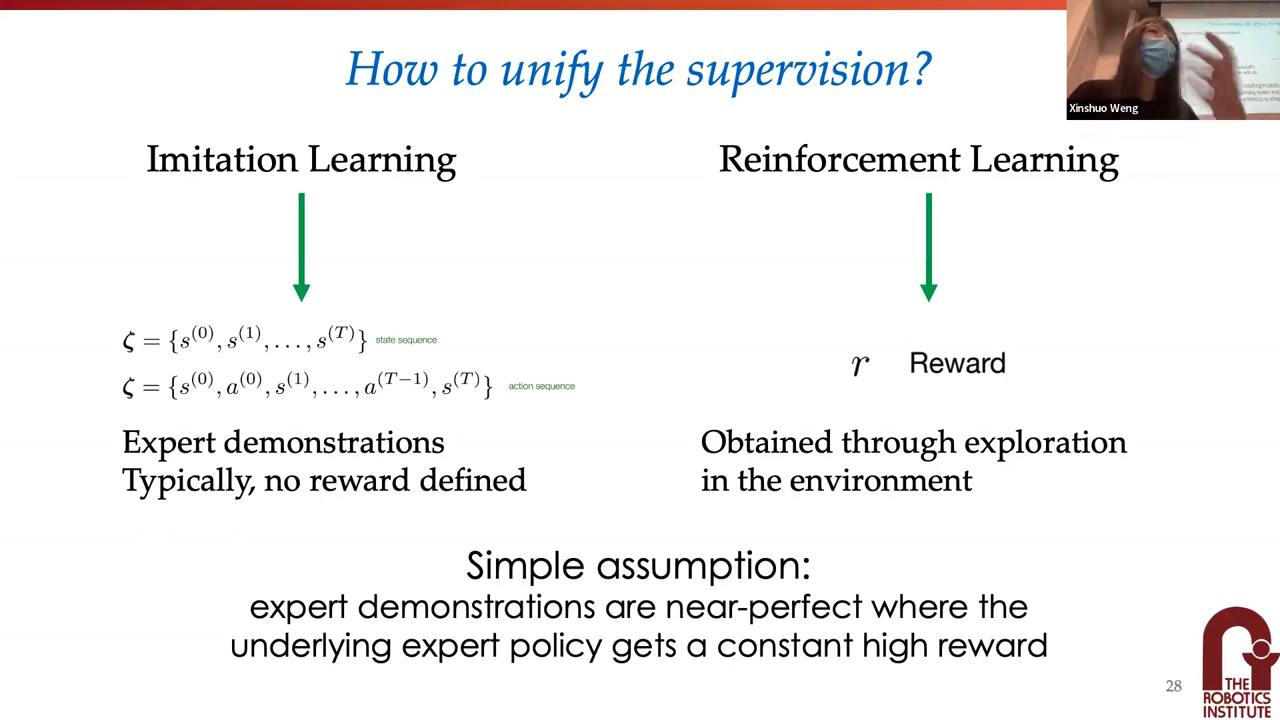 How to unify the supervision?
Xinshuo Weng
Imitation Learning
Reinforcement Learning
ζ = {s^(0), s^(1), . . . , s^(T)} state sequence
ζ = {s^(0), a^(0), s^(1), . . . , a^(T−1), s^(T)} action sequence
r Reward
Expert demonstrations
Typically, no reward defined
Obtained through exploration
in the environment
Simple assumption:
expert demonstrations are near-perfect where the
underlying expert policy gets a constant high reward
28
THE
ROBOTICS
INSTITUTE